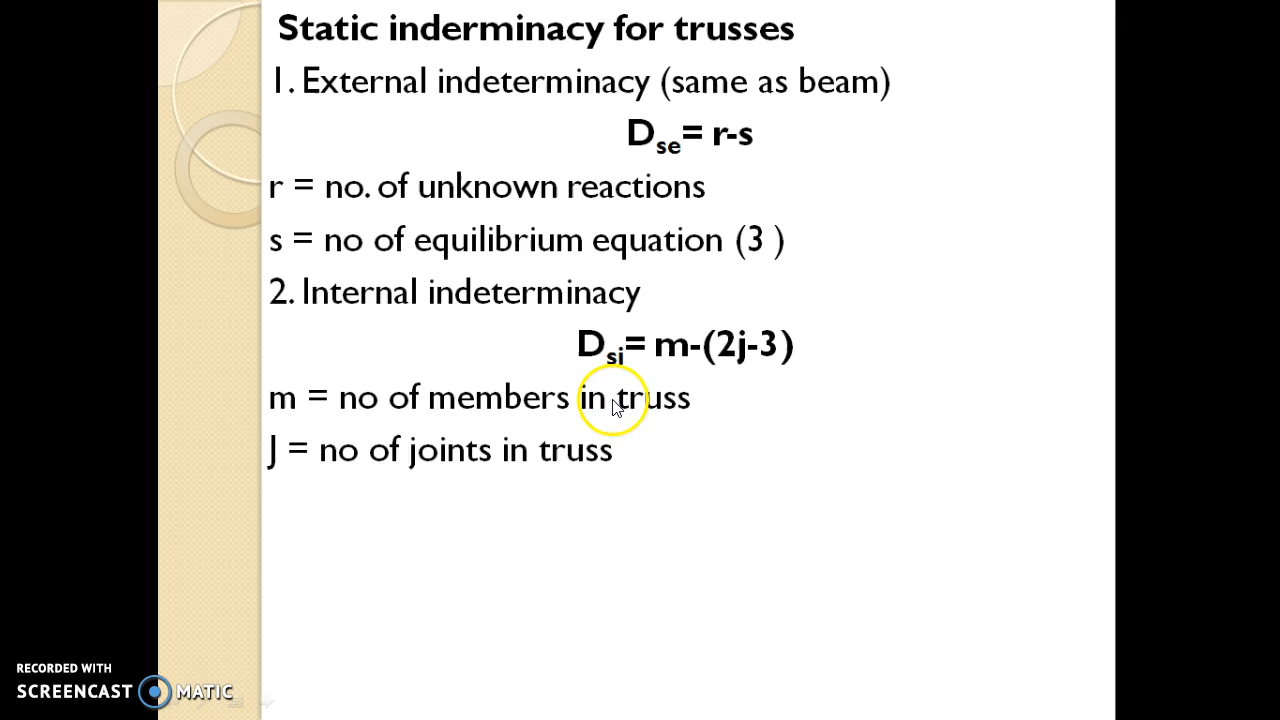 Static inderminacy for trusses
1. External indeterminacy (same as beam)
Dse= r-s
r = no. of unknown reactions
s = no of equilibrium equation (3 )
2. Internal indeterminacy
Dsi= m-(2j-3)
m = no of members in truss
J = no of joints in truss
RECORDED WITH
SCREENCAST MATIC